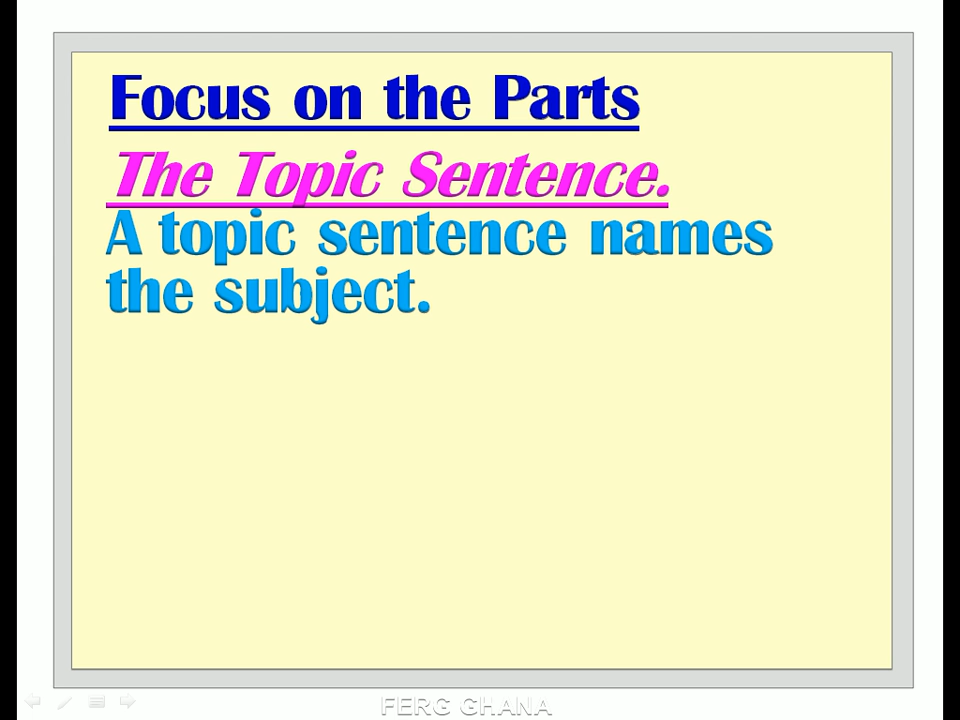 Focus on the Parts
The Topic Sentence.
A topic sentence names
the subject.
FERG GHANA